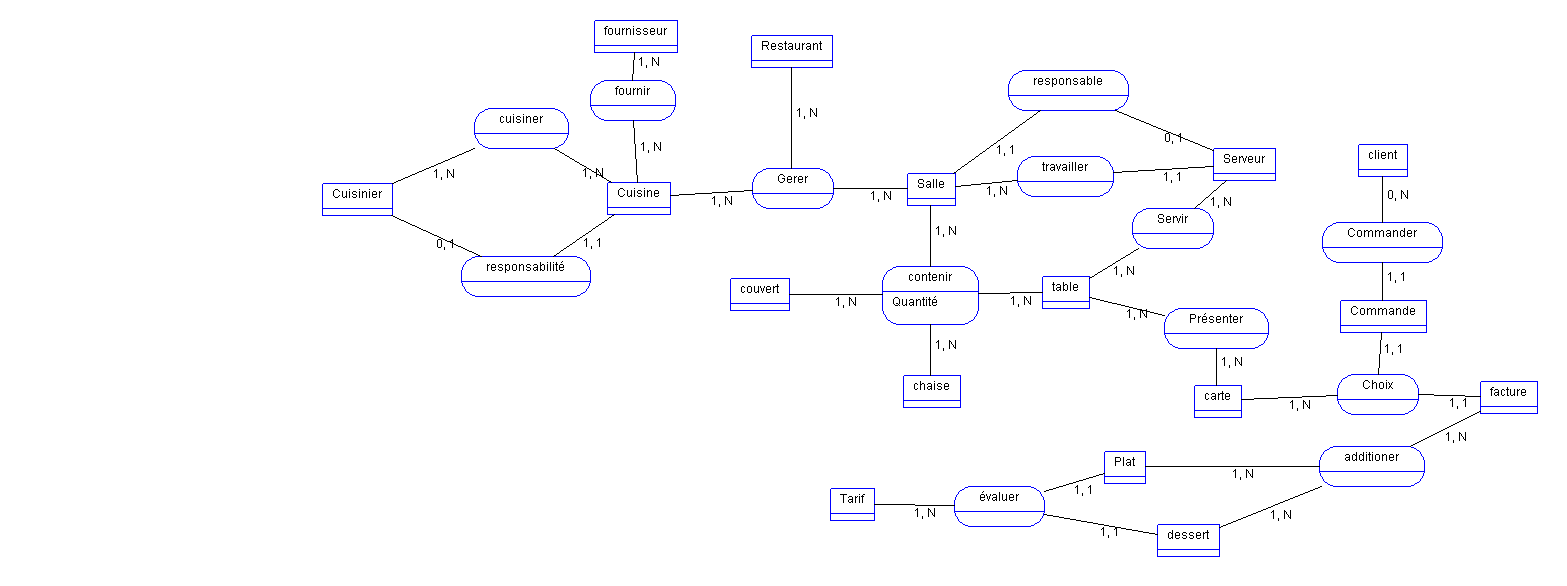 fournisseur
Restaurant
1, N
responsable
fournir
cuisiner
1, N
0, 1
1, N
1, 1
client
Serveur
travailler
1, N
1, N
1, 1
Gerer
Cuisinier
Cuisine
Salle
1, N
0, N
1, N
1, N
1, N
Servir
1, N
Commander
0, 1
1, 1
responsabilité
contenir
1, N
1, 1
couvert
table
Quantité
1, N
1, N
1, N
Commande
Présenter
1, N
1, 1
1, N
chaise
Choix
carte
facture
1, N
1, 1
1, N
additioner
Plat
1, N
Tarif
évaluer
1, 1
1, N
1, N
1, 1
dessert